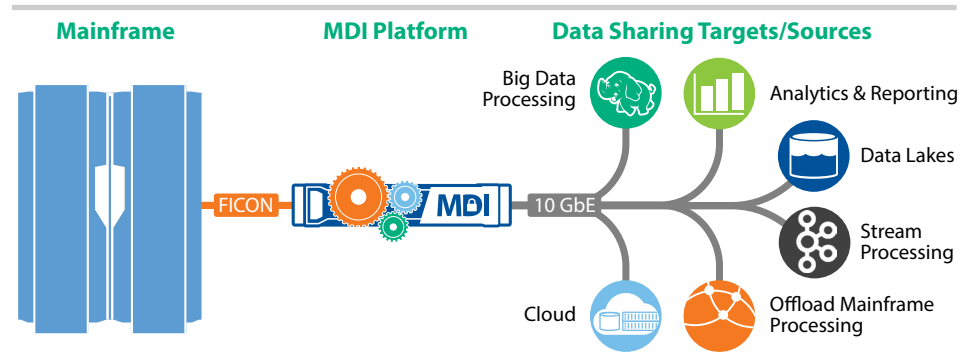 Mainframe
MDI Platform
Data Sharing Targets/Sources
Big Data
Processing
Analytics & Reporting
Data Lakes
FICON
MDI
10 GbE
Stream
Processing
Cloud
Offload Mainframe
Processing